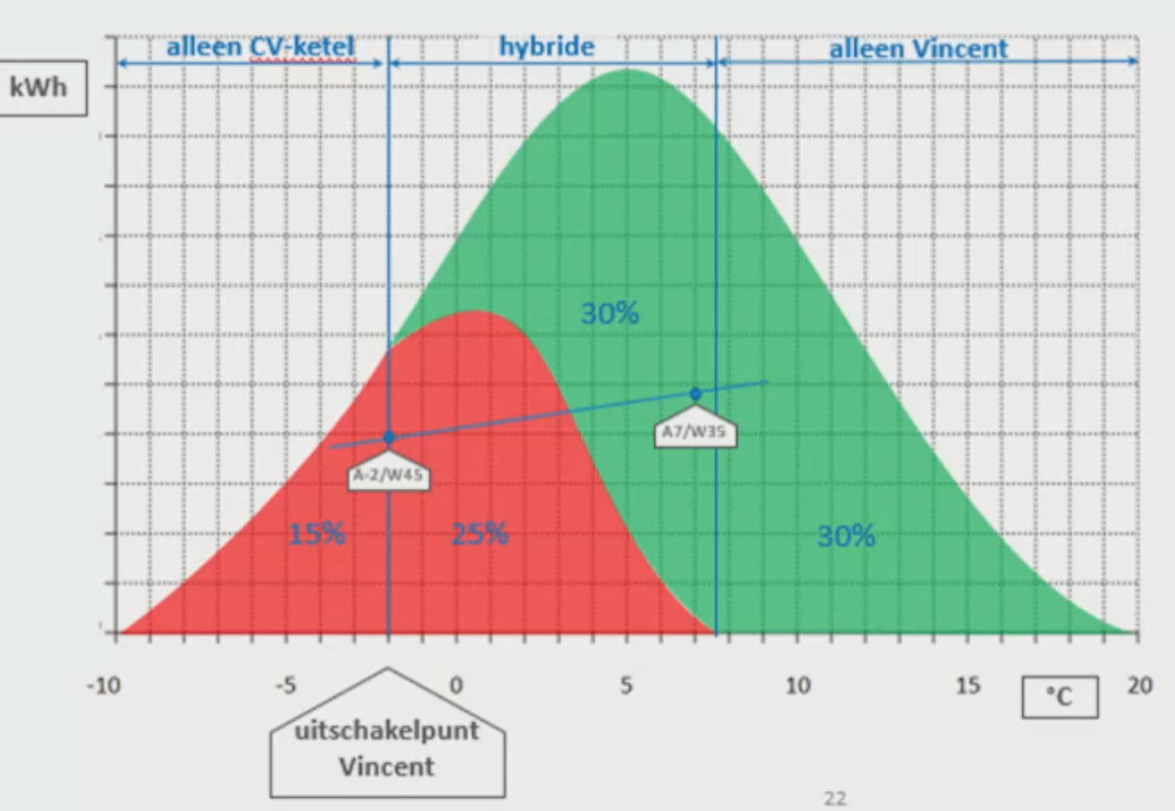 alleen CV-ketel
hybride
alleen Vincent
kWh
30%
A7/W35
A-2/W45
15%
25%
30%
-10
-5
0
5
10
15
°C
20
uitschakelpunt
Vincent
22